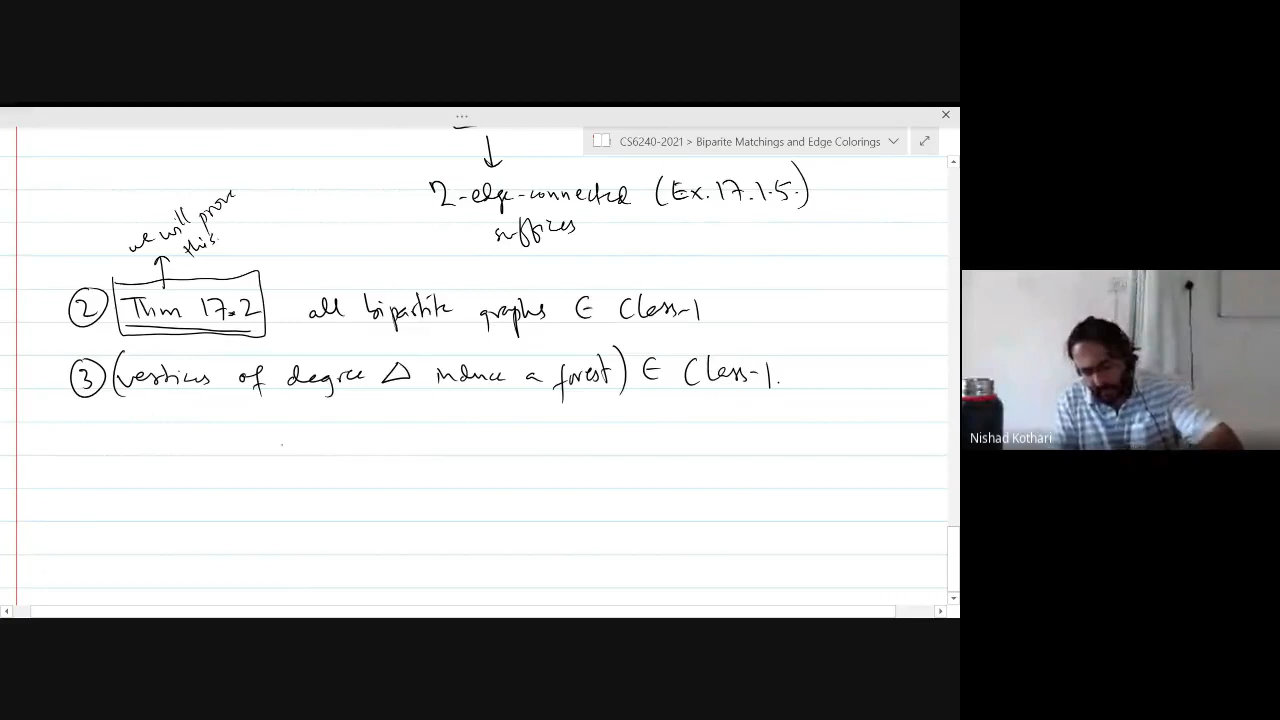 CS6240-2021 > Biparite Matchings and Edge Colorings
2-edge-connected (Ex. 17.1.5.)
suffices
we will prove
this.
② Thm 17.2 all bipartite graphs ∈ Class-1
③ (vertices of degree Δ induce a forest) ∈ Class-1.
Nishad Kothari